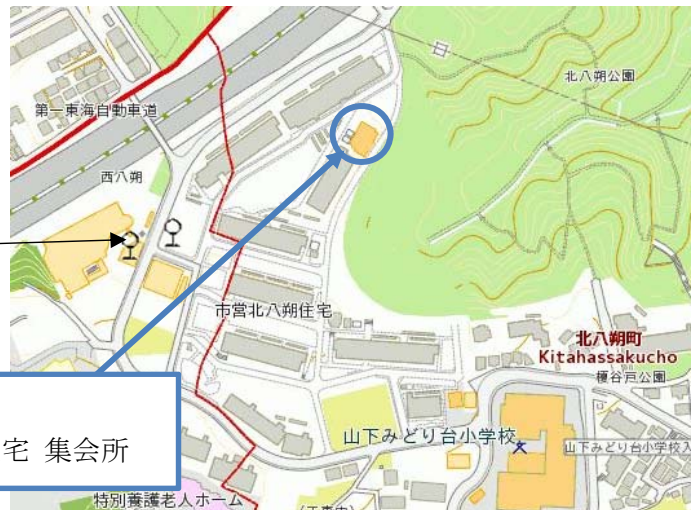 北八朔公園
第一東海自動車道
西八朔
市営北八朔住宅
北八朔町
Kitahassakucho
榎谷戸公園
宅 集会所
山下みどり台小学校
山下みどり台小学校入
特別養護老人ホーム